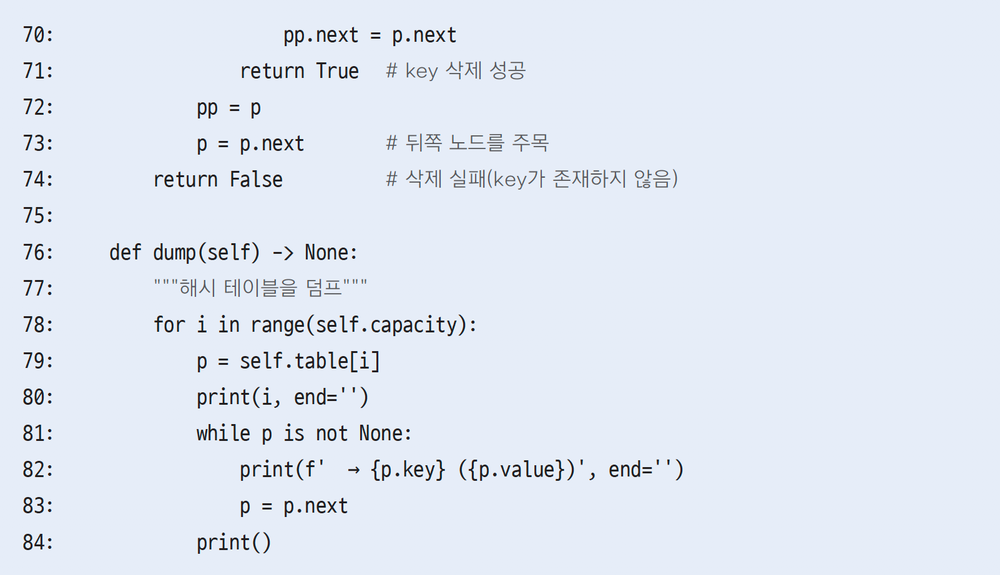 70:                     pp.next = p.next
71:                 return True  # key 삭제 성공
72:             pp = p
73:             p = p.next       # 뒤쪽 노드를 주목
74:         return False         # 삭제 실패(key가 존재하지 않음)
75:
76:     def dump(self) -> None:
77:         """해시 테이블을 덤프"""
78:         for i in range(self.capacity):
79:             p = self.table[i]
80:             print(i, end='')
81:             while p is not None:
82:                 print(f'  → {p.key} ({p.value})', end='')
83:                 p = p.next
84:             print()